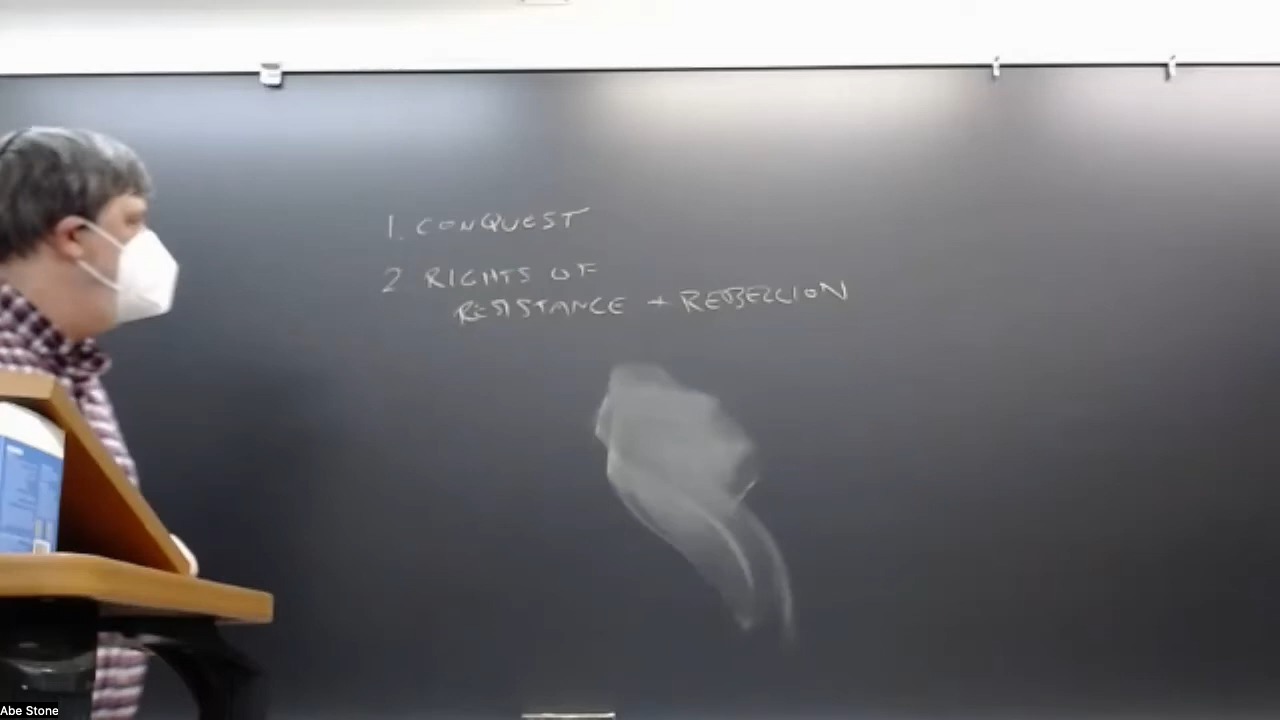 1. CONQUEST
2 RIGHTS OF
RESISTANCE + REBELLION
Abe Stone